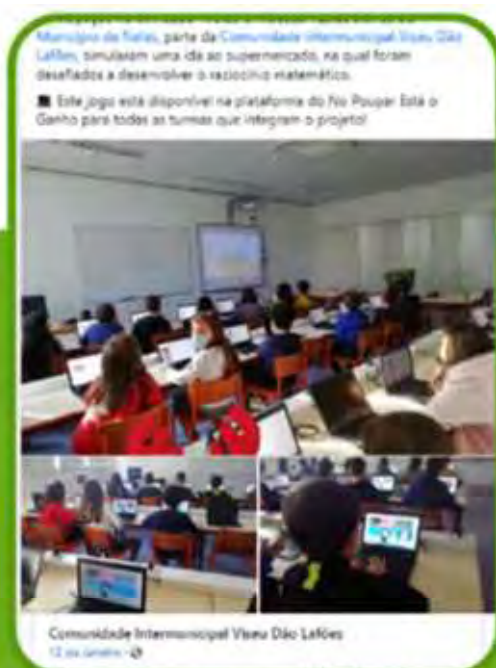 Município de Nelas, parte da Comunidade Intermunicipal Viseu Dão
Lafões, simularam uma ida ao supermercado, na qual foram
desafiados a desenvolver o raciocínio matemático.
Este jogo está disponível na plataforma do No Poupar Está o
Ganho para todas as turmas que integram o projeto!
Comunidade Intermunicipal Viseu Dão Lafões
12 de janeiro